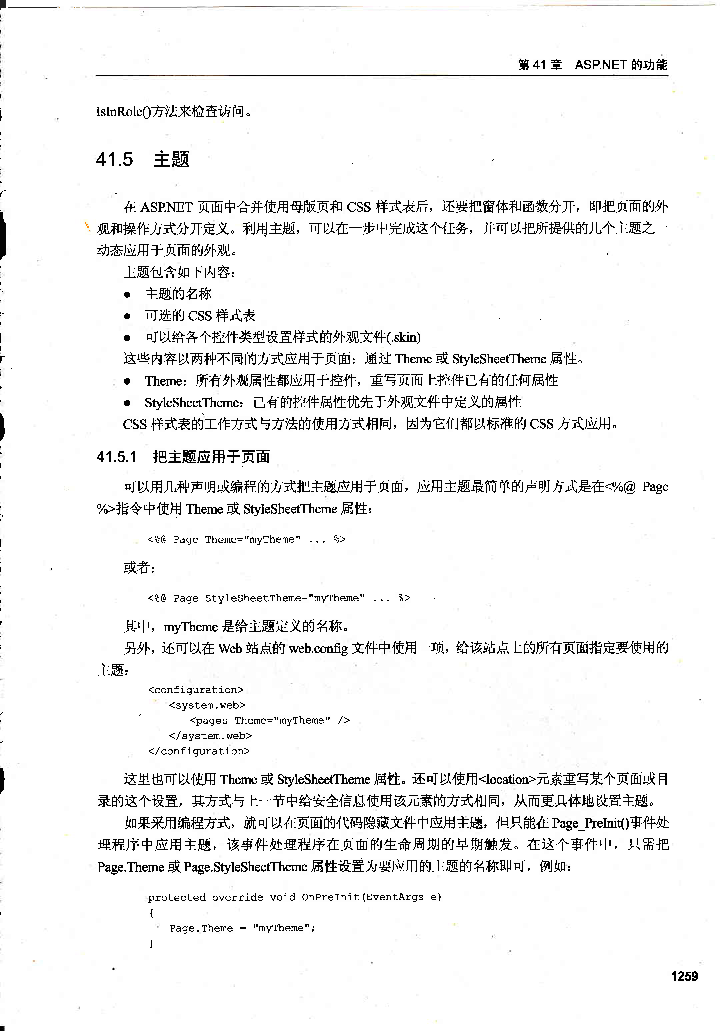 第 41 章 ASP.NET 的功能
IsInRole()方法来检查访问。
41.5 主题
在 ASP.NET 页面中合并使用母版页和 CSS 样式表后，还要把窗体和函数分开，即把页面的外
观和操作方式分开定义。利用主题，可以在一步中完成这个任务，并可以把所提供的几个主题之一
动态应用于页面的外观。
主题包含如下内容：
● 主题的名称
● 可选的 CSS 样式表
● 可以给各个控件类型设置样式的外观文件(.skin)
这些内容以两种不同的方式应用于页面：通过 Theme 或 StyleSheetTheme 属性。
● Theme：所有外观属性都应用于控件，重写页面上控件已有的任何属性
● StyleSheetTheme：已有的控件属性优先于外观文件中定义的属性
CSS 样式表的工作方式与方法的使用方式相同，因为它们都以标准的 CSS 方式应用。
41.5.1 把主题应用于页面
可以用几种声明或编程的方式把主题应用于页面，应用主题最简单的声明方式是在<%@ Page
%>指令中使用 Theme 或 StyleSheetTheme 属性：
<%@ Page Theme="myTheme" ... %>
或者：
<%@ Page StyleSheetTheme="myTheme" ... %>
其中，myTheme 是给主题定义的名称。
另外，还可以在 Web 站点的 web.config 文件中使用一项，给该站点上的所有页面指定要使用的
主题：
<configuration>
<system.web>
<pages Theme="myTheme" />
</system.web>
</configuration>
这里也可以使用 Theme 或 StyleSheetTheme 属性。还可以使用<location>元素重写某个页面或目
录的这个设置，其方式与上一节中给安全信息使用该元素的方式相同，从而更具体地设置主题。
如果采用编程方式，就可以在页面的代码隐藏文件中应用主题，但只能在 Page_PreInit()事件处
理程序中应用主题，该事件处理程序在页面的生命周期的早期触发。在这个事件中，只需把
Page.Theme 或 Page.StyleSheetTheme 属性设置为要应用的主题的名称即可，例如：
protected override void OnPreInit(EventArgs e)
{
Page.Theme = "myTheme";
}
1259